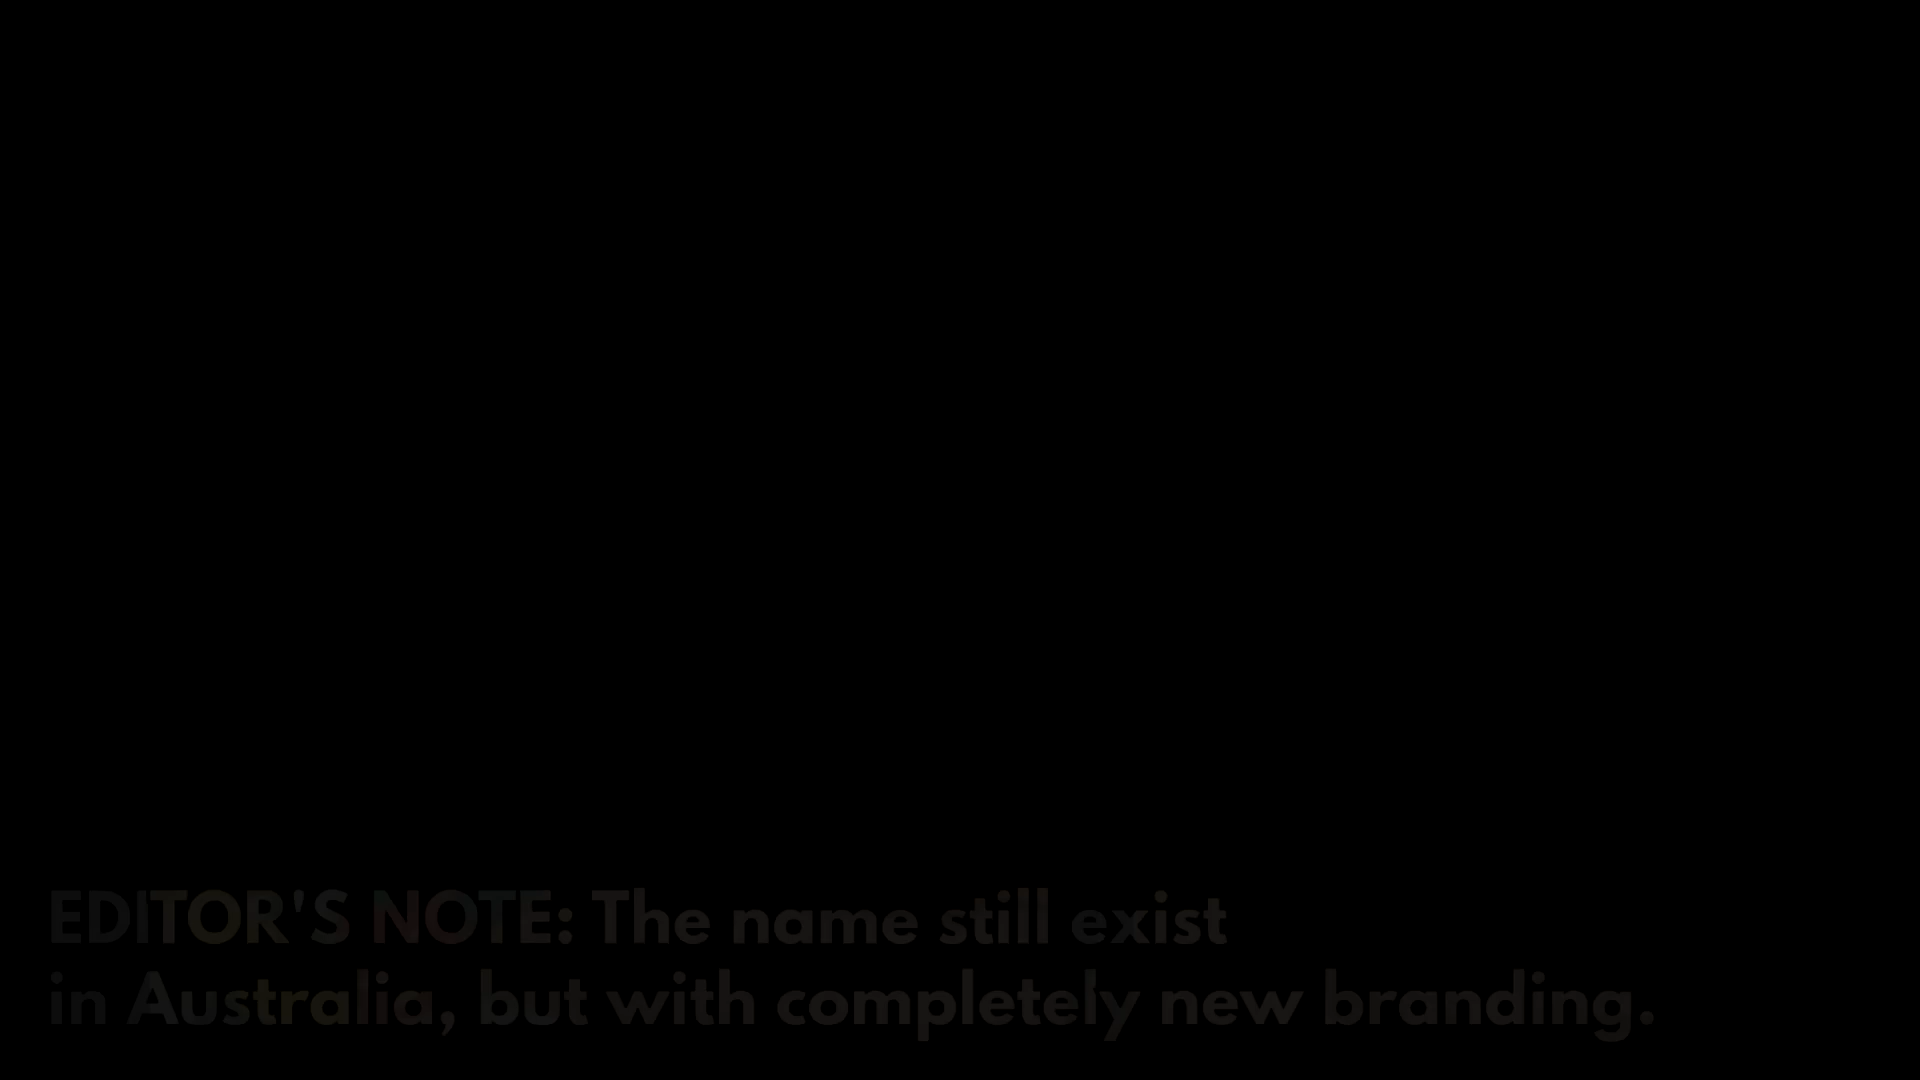 EDITOR'S NOTE: The name still exist
in Australia, but with completely new branding.